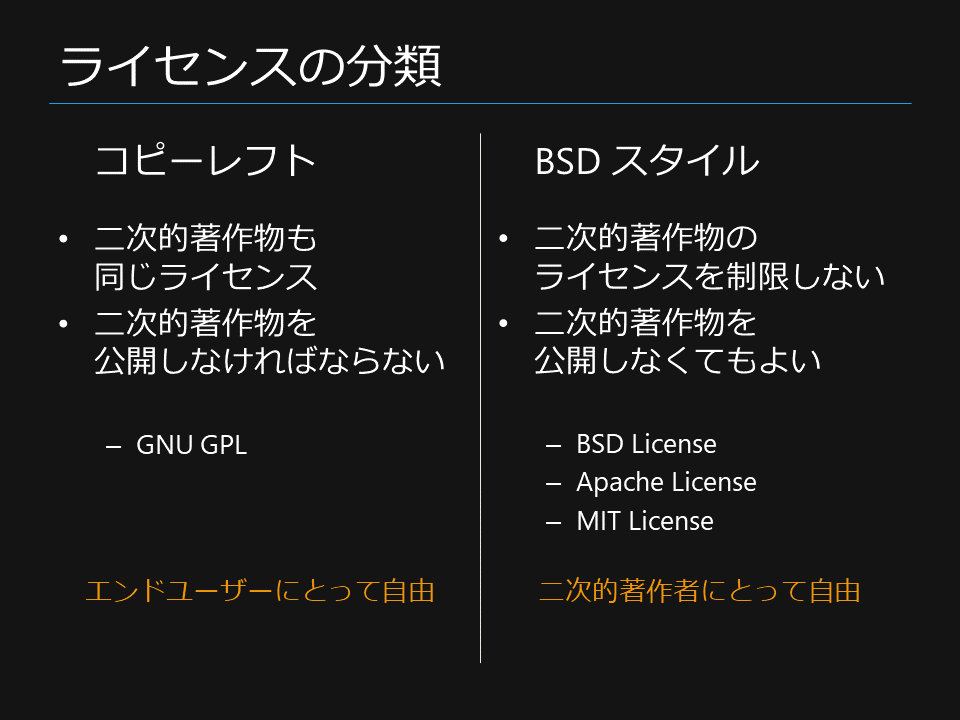 ライセンスの分類
コピーレフト
• 二次的著作物も
同じライセンス
• 二次的著作物を
公開しなければならない
– GNU GPL
エンドユーザーにとって自由
BSD スタイル
• 二次的著作物の
ライセンスを制限しない
• 二次的著作物を
公開しなくてもよい
– BSD License
– Apache License
– MIT License
二次的著作者にとって自由